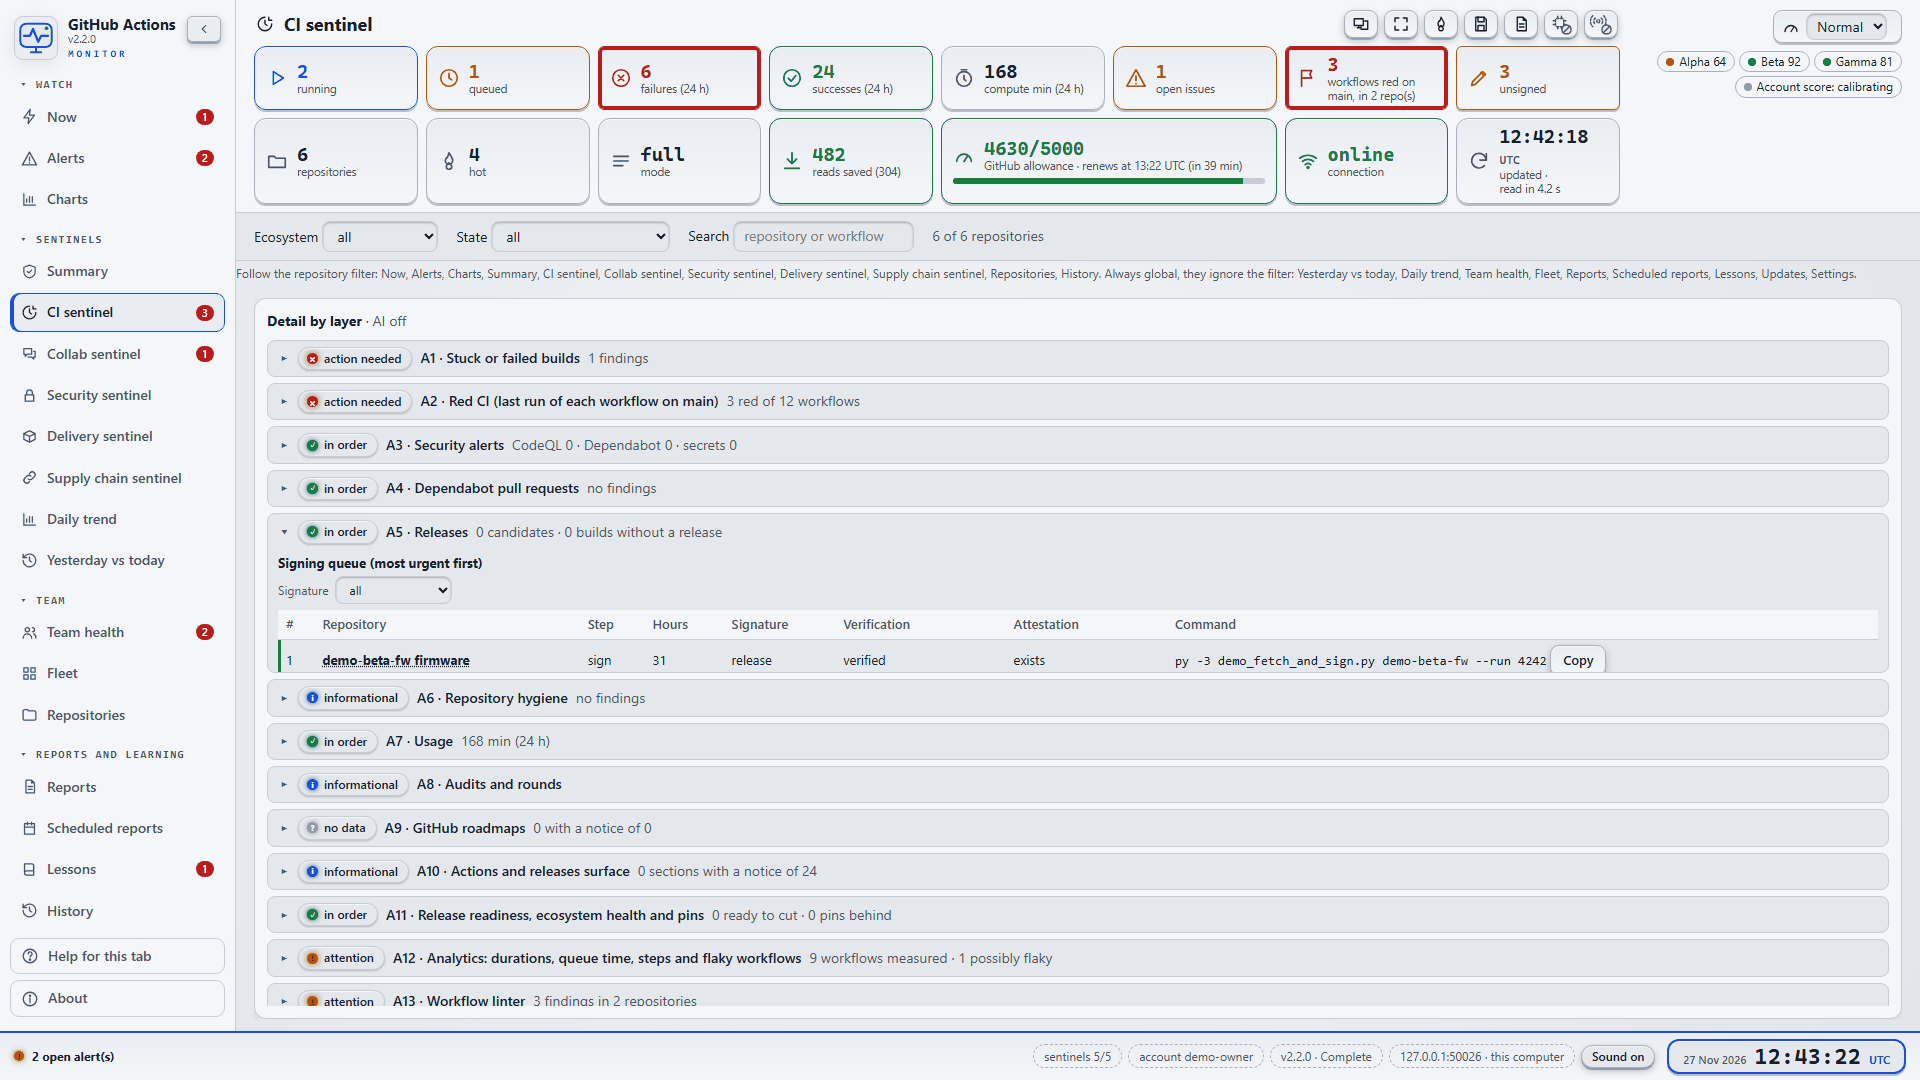 GitHub Actions
v2.2.0
MONITOR
WATCH
Now 1
Alerts 2
Charts
SENTINELS
Summary
CI sentinel 3
Collab sentinel 1
Security sentinel
Delivery sentinel
Supply chain sentinel
Daily trend
Yesterday vs today
TEAM
Team health 2
Fleet
Repositories
REPORTS AND LEARNING
Reports
Scheduled reports
Lessons 1
History
Help for this tab
About
CI sentinel
Normal
2
running
1
queued
6
failures (24 h)
24
successes (24 h)
168
compute min (24 h)
1
open issues
3
workflows red on
main, in 2 repo(s)
3
unsigned
Alpha 64
Beta 92
Gamma 81
Account score: calibrating
6
repositories
4
hot
full
mode
482
reads saved (304)
4630/5000
GitHub allowance · renews at 13:22 UTC (in 39 min)
online
connection
12:42:18
UTC
updated ·
read in 4.2 s
Ecosystem all
State all
Search repository or workflow
6 of 6 repositories
Follow the repository filter: Now, Alerts, Charts, Summary, CI sentinel, Collab sentinel, Security sentinel, Delivery sentinel, Supply chain sentinel, Repositories, History. Always global, they ignore the filter: Yesterday vs today, Daily trend, Team health, Fleet, Reports, Scheduled reports, Lessons, Updates, Settings.
Detail by layer · AI off
action needed A1 · Stuck or failed builds 1 findings
action needed A2 · Red CI (last run of each workflow on main) 3 red of 12 workflows
in order A3 · Security alerts CodeQL 0 · Dependabot 0 · secrets 0
in order A4 · Dependabot pull requests no findings
in order A5 · Releases 0 candidates · 0 builds without a release
Signing queue (most urgent first)
Signature all
# Repository Step Hours Signature Verification Attestation Command
1 demo-beta-fw firmware sign 31 release verified exists py -3 demo_fetch_and_sign.py demo-beta-fw --run 4242 Copy
informational A6 · Repository hygiene no findings
in order A7 · Usage 168 min (24 h)
informational A8 · Audits and rounds
no data A9 · GitHub roadmaps 0 with a notice of 0
informational A10 · Actions and releases surface 0 sections with a notice of 24
in order A11 · Release readiness, ecosystem health and pins 0 ready to cut · 0 pins behind
attention A12 · Analytics: durations, queue time, steps and flaky workflows 9 workflows measured · 1 possibly flaky
attention A13 · Workflow linter 3 findings in 2 repositories
2 open alert(s)
sentinels 5/5
account demo-owner
v2.2.0 · Complete
127.0.0.1:50026 · this computer
Sound on
27 Nov 2026 12:43:22 UTC